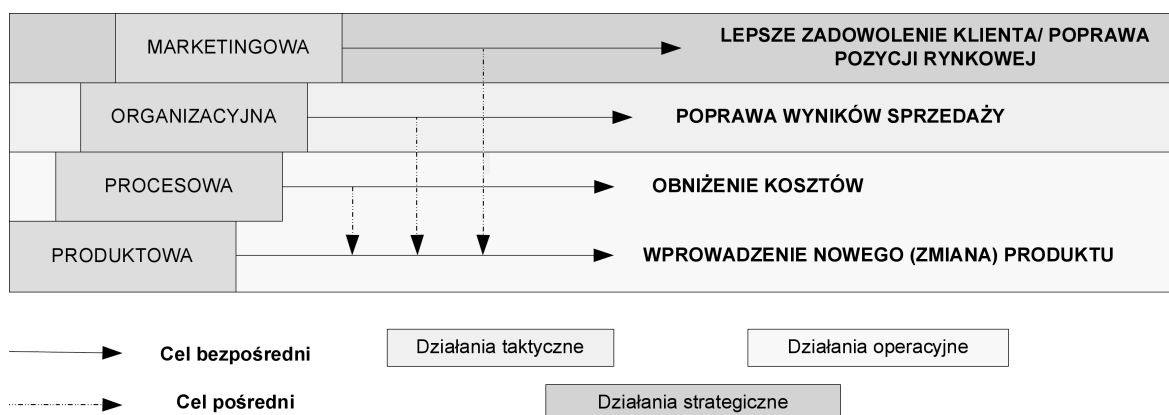 MARKETINGOWA
LEPSZE ZADOWOLENIE KLIENTA/ POPRAWA
POZYCJI RYNKOWEJ
ORGANIZACYJNA
POPRAWA WYNIKÓW SPRZEDAŻY
PROCESOWA
OBNIŻENIE KOSZTÓW
PRODUKTOWA
WPROWADZENIE NOWEGO (ZMIANA) PRODUKTU
Cel bezpośredni
Działania taktyczne
Działania operacyjne
Cel pośredni
Działania strategiczne